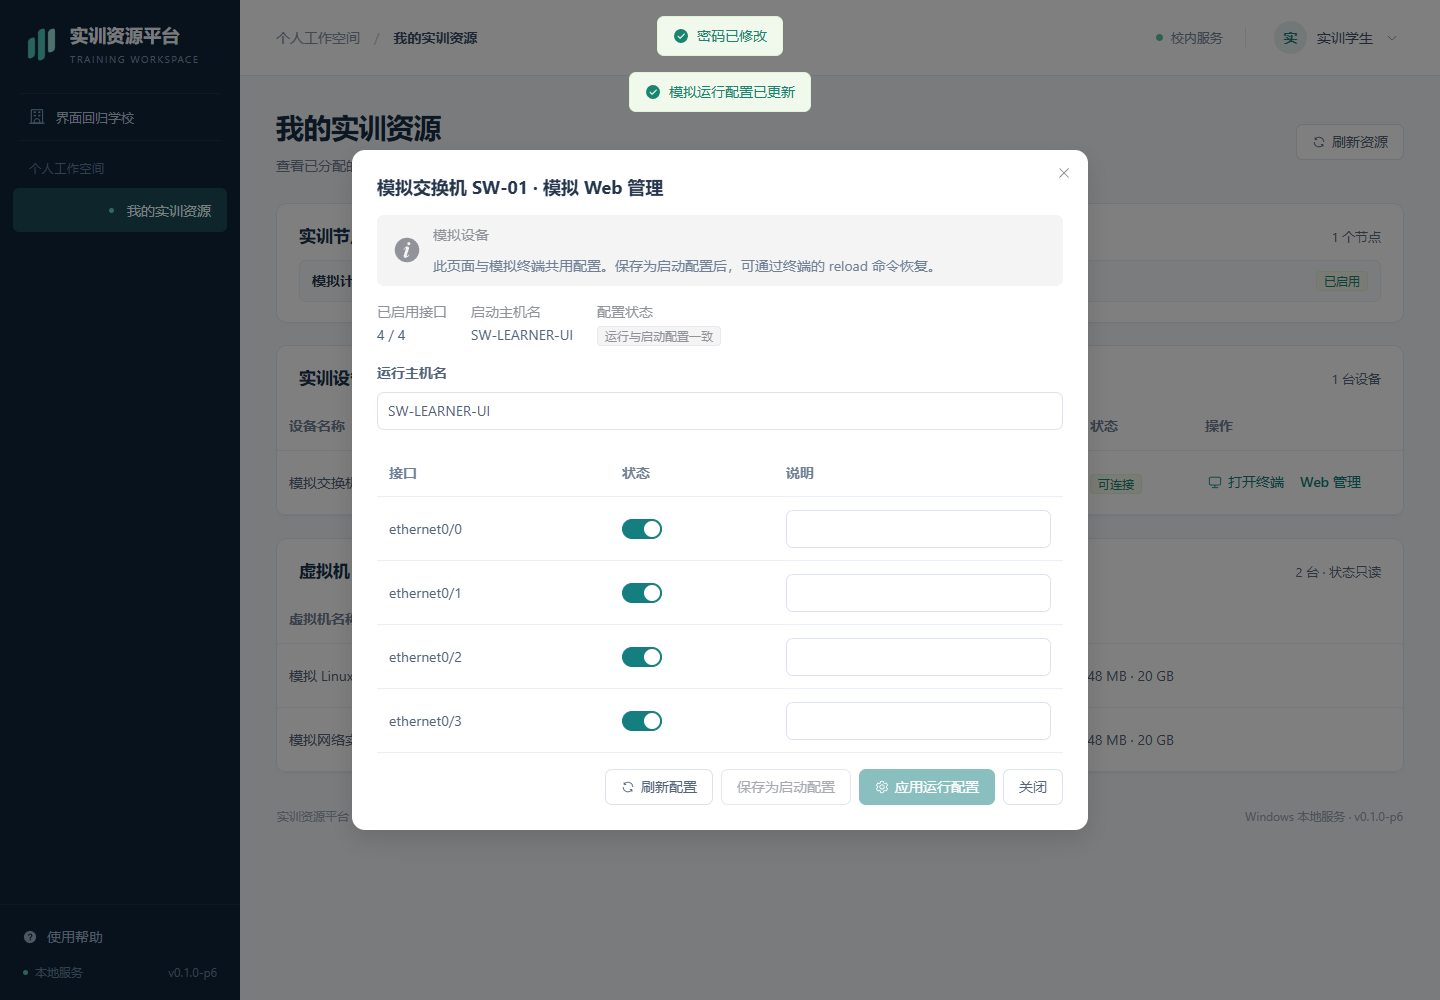 实训资源平台
TRAINING WORKSPACE
界面回归学校
个人工作空间
我的实训资源
使用帮助
本地服务 v0.1.0-p6
个人工作空间 / 我的实训资源
校内服务 实 实训学生
密码已修改
模拟运行配置已更新
我的实训资源
查看已分配的
刷新资源
实训节
1 个节点
模拟计
已启用
实训设
1 台设备
设备名称 状态 操作
模拟交换机 可连接 打开终端 Web 管理
虚拟机
2 台 · 状态只读
虚拟机名称
模拟 Linux 48 MB · 20 GB
模拟网络实 48 MB · 20 GB
实训资源平台
Windows 本地服务 · v0.1.0-p6
模拟交换机 SW-01 · 模拟 Web 管理
模拟设备
此页面与模拟终端共用配置。保存为启动配置后，可通过终端的 reload 命令恢复。
已启用接口 启动主机名 配置状态
4 / 4 SW-LEARNER-UI 运行与启动配置一致
运行主机名
SW-LEARNER-UI
接口 状态 说明
ethernet0/0
ethernet0/1
ethernet0/2
ethernet0/3
刷新配置 保存为启动配置 应用运行配置 关闭